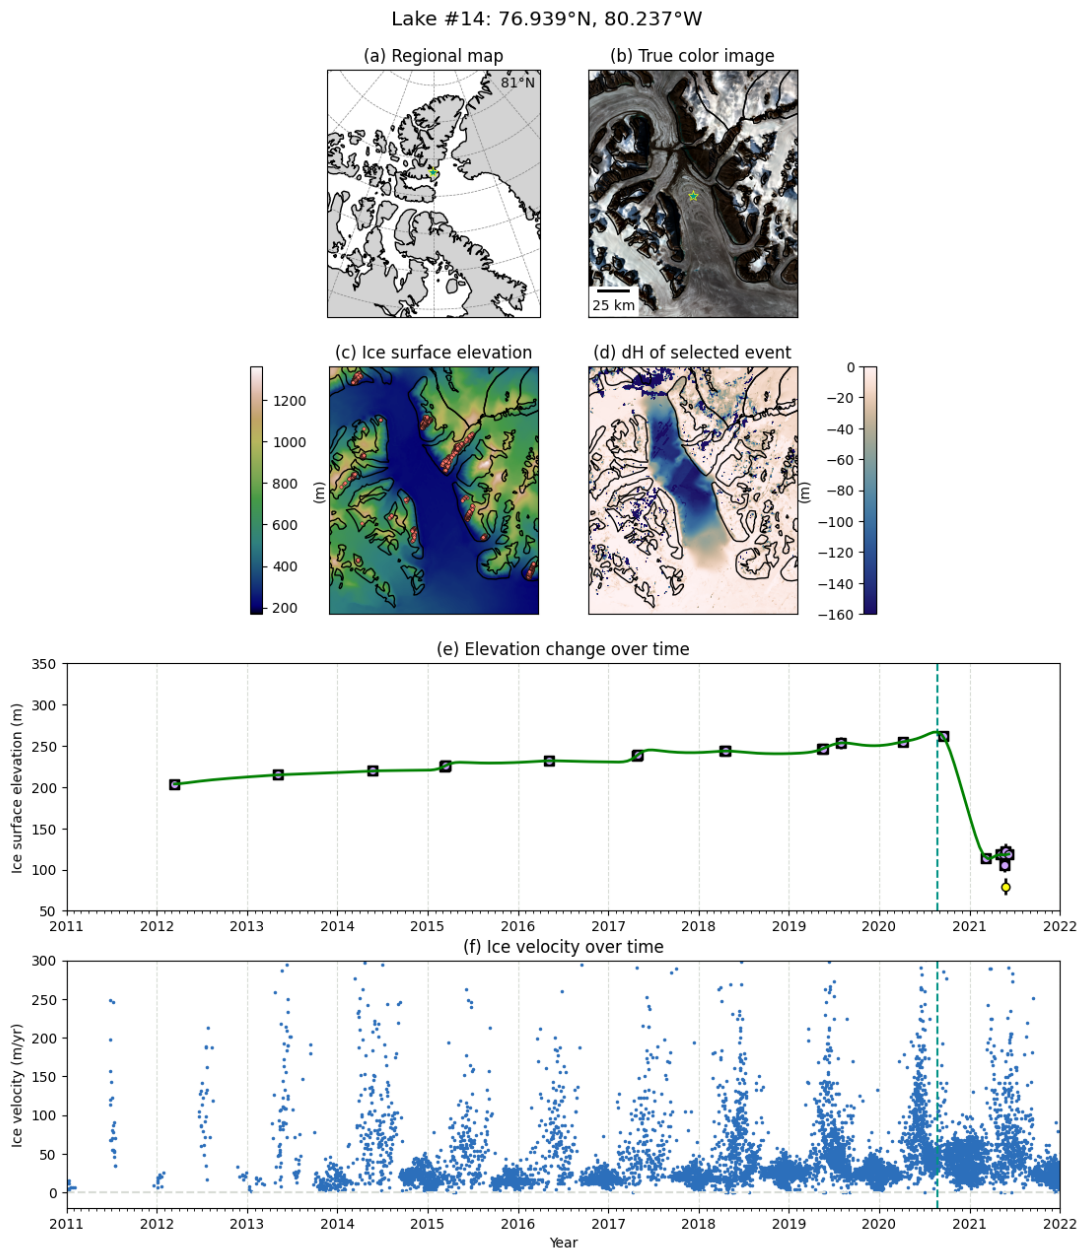 Lake #14: 76.939°N, 80.237°W
(a) Regional map
(b) True color image
81°N
25 km
(c) Ice surface elevation
(d) dH of selected event
1200
1000
800
600
400
200
(m)
0
−20
−40
−60
−80
−100
−120
−140
−160
(m)
(e) Elevation change over time
350
300
250
200
150
100
50
Ice surface elevation (m)
2011 2012 2013 2014 2015 2016 2017 2018 2019 2020 2021 2022
(f) Ice velocity over time
300
250
200
150
100
50
0
Ice velocity (m/yr)
2011 2012 2013 2014 2015 2016 2017 2018 2019 2020 2021 2022
Year